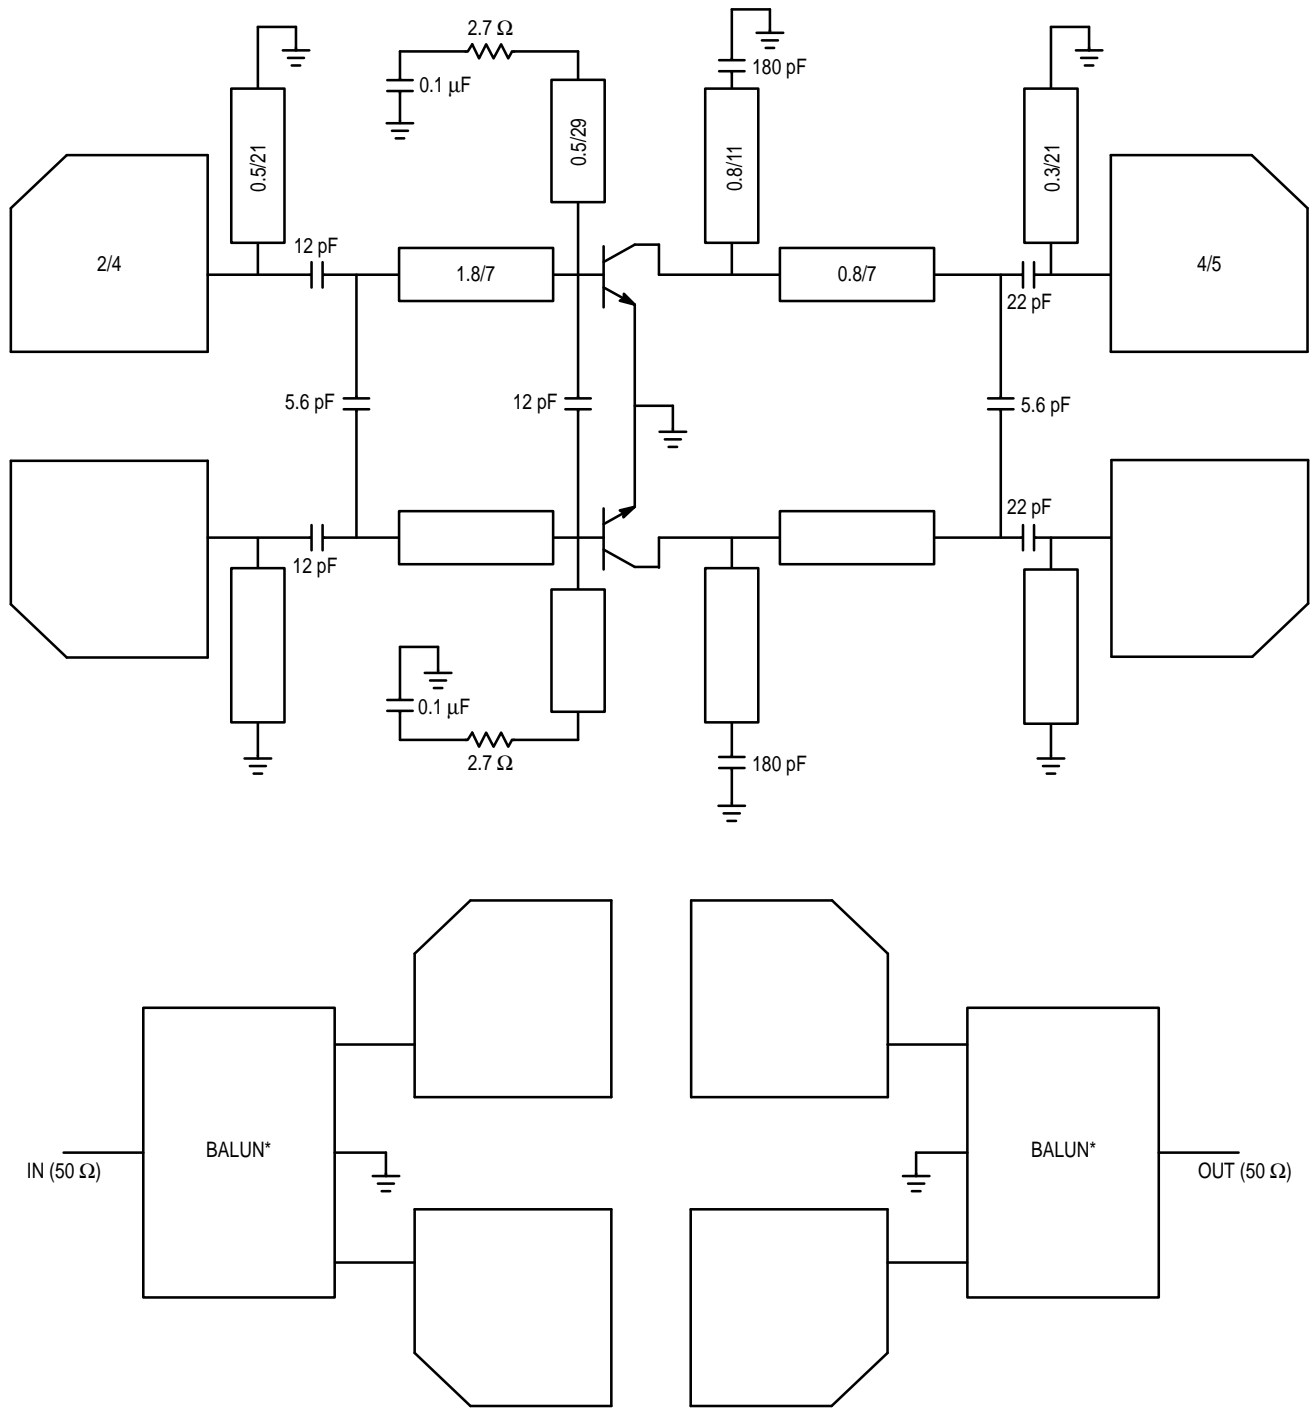 2.7 Ω
0.1 μF
180 pF
0.5/21
0.5/29
0.8/11
0.3/21
12 pF
2/4
1.8/7
0.8/7
4/5
22 pF
5.6 pF
12 pF
5.6 pF
22 pF
12 pF
0.1 μF
2.7 Ω
180 pF
BALUN*
BALUN*
IN (50 Ω)
OUT (50 Ω)